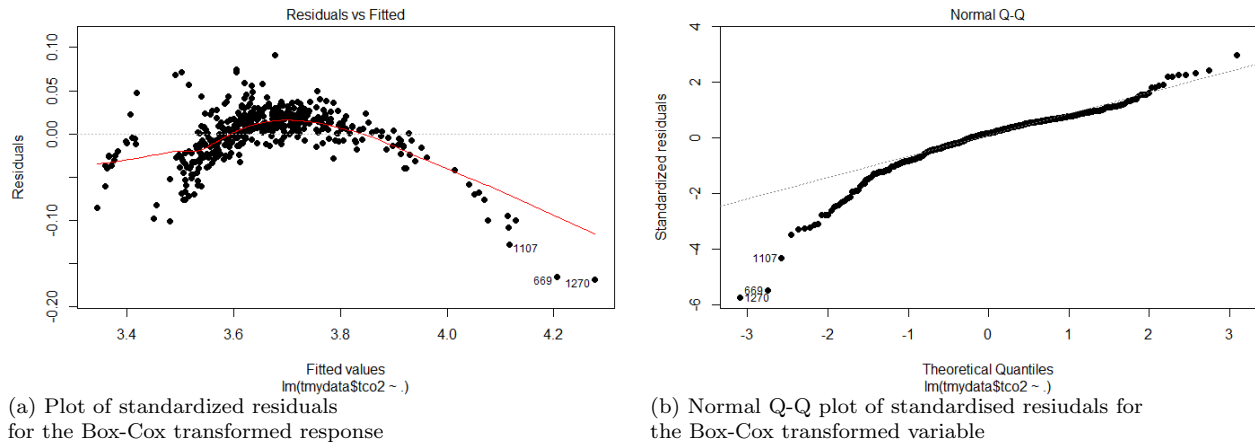 Residuals vs Fitted
0.10
0.05
0.00
-0.10
-0.20
Residuals
1107
669
1270
3.4 3.6 3.8 4.0 4.2
Fitted values
lm(tmydata$tco2 ~ .)
(a) Plot of standardized residuals
for the Box-Cox transformed response
Normal Q-Q
4
2
0
-2
-4
-6
Standardized residuals
1107
669
1270
-3 -2 -1 0 1 2 3
Theoretical Quantiles
lm(tmydata$tco2 ~ .)
(b) Normal Q-Q plot of standardised resiudals for
the Box-Cox transformed variable